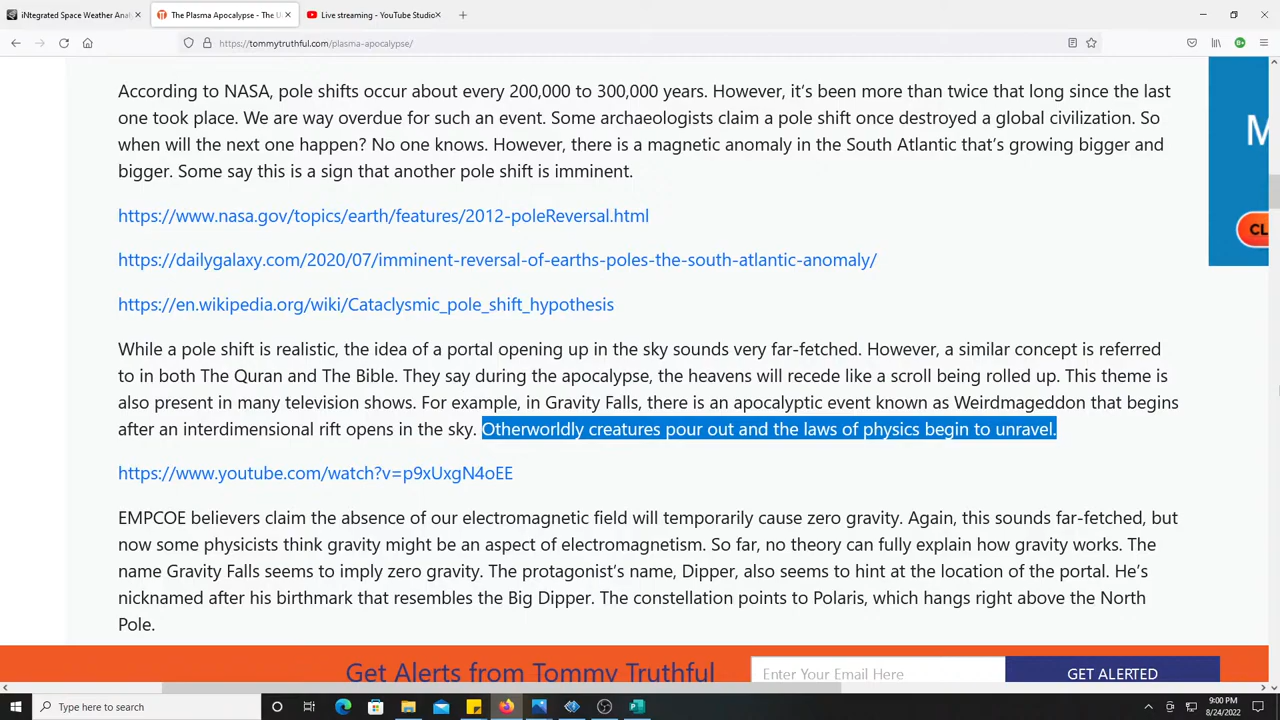 iNtegrated Space Weather Anal
The Plasma Apocalypse - The U
Live streaming - YouTube Studio
https://tommytruthful.com/plasma-apocalypse/
According to NASA, pole shifts occur about every 200,000 to 300,000 years. However, it's been more than twice that long since the last
one took place. We are way overdue for such an event. Some archaeologists claim a pole shift once destroyed a global civilization. So
when will the next one happen? No one knows. However, there is a magnetic anomaly in the South Atlantic that's growing bigger and
bigger. Some say this is a sign that another pole shift is imminent.
M
CL
https://www.nasa.gov/topics/earth/features/2012-poleReversal.html
https://dailygalaxy.com/2020/07/imminent-reversal-of-earths-poles-the-south-atlantic-anomaly/
https://en.wikipedia.org/wiki/Cataclysmic_pole_shift_hypothesis
While a pole shift is realistic, the idea of a portal opening up in the sky sounds very far-fetched. However, a similar concept is referred
to in both The Quran and The Bible. They say during the apocalypse, the heavens will recede like a scroll being rolled up. This theme is
also present in many television shows. For example, in Gravity Falls, there is an apocalyptic event known as Weirdmageddon that begins
after an interdimensional rift opens in the sky. Otherworldly creatures pour out and the laws of physics begin to unravel.
https://www.youtube.com/watch?v=p9xUxgN4oEE
EMPCOE believers claim the absence of our electromagnetic field will temporarily cause zero gravity. Again, this sounds far-fetched, but
now some physicists think gravity might be an aspect of electromagnetism. So far, no theory can fully explain how gravity works. The
name Gravity Falls seems to imply zero gravity. The protagonist's name, Dipper, also seems to hint at the location of the portal. He's
nicknamed after his birthmark that resembles the Big Dipper. The constellation points to Polaris, which hangs right above the North
Pole.
Get Alerts from Tommy Truthful
Enter Your Email Here
GET ALERTED
Type here to search
9:00 PM
8/24/2022